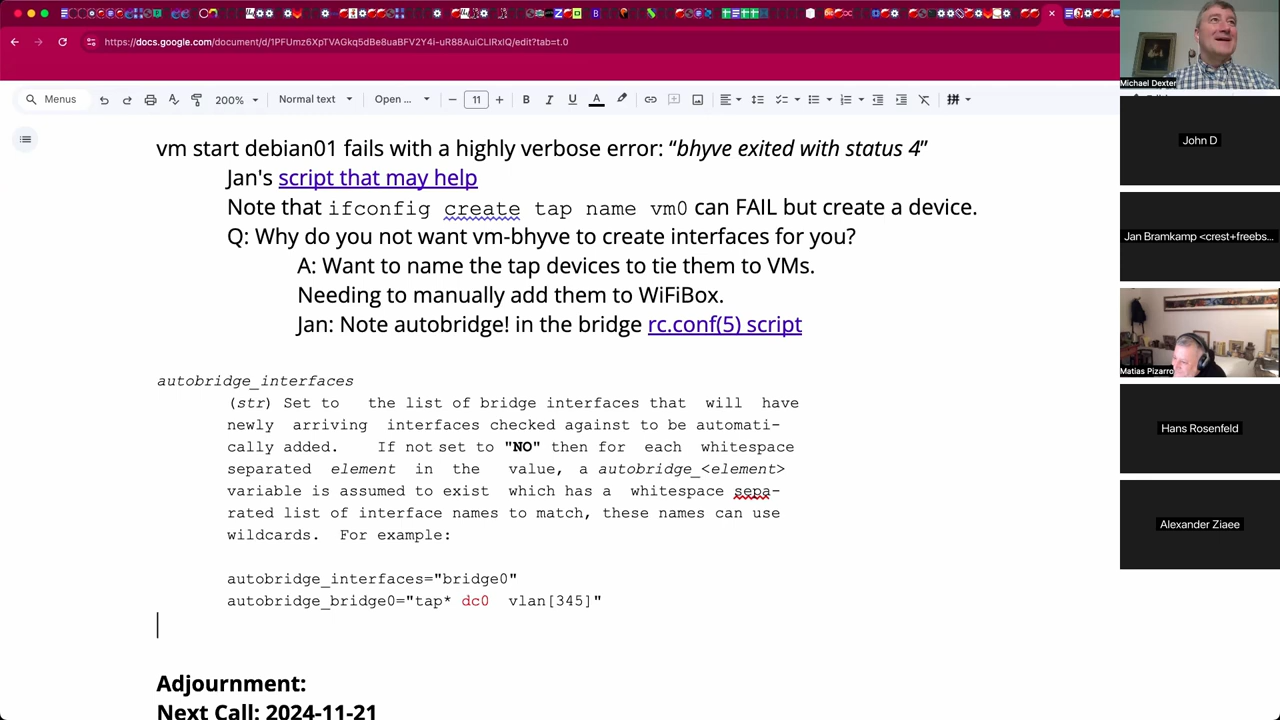 https://docs.google.com/document/d/1PFUmz6XpTVAGkq5dBe8uaBFV2Y4i-uR88AuiCLIRxIQ/edit?tab=t.0
Menus
200%
Normal text
Open ...
11
B
I
U
A
vm start debian01 fails with a highly verbose error: “bhyve exited with status 4”
Jan's script that may help
Note that ifconfig create tap name vm0 can FAIL but create a device.
Q: Why do you not want vm-bhyve to create interfaces for you?
A: Want to name the tap devices to tie them to VMs.
Needing to manually add them to WiFiBox.
Jan: Note autobridge! in the bridge rc.conf(5) script
autobridge_interfaces
(str) Set to the list of bridge interfaces that will have
newly arriving interfaces checked against to be automati-
cally added. If not set to "NO" then for each whitespace
separated element in the value, a autobridge_<element>
variable is assumed to exist which has a whitespace sepa-
rated list of interface names to match, these names can use
wildcards. For example:
autobridge_interfaces="bridge0"
autobridge_bridge0="tap* dc0 vlan[345]"
Adjournment:
Next Call: 2024-11-21
Michael Dexter
John D
Jan Bramkamp <crest+freebs...
Matias Pizarro
Hans Rosenfeld
Alexander Ziaee